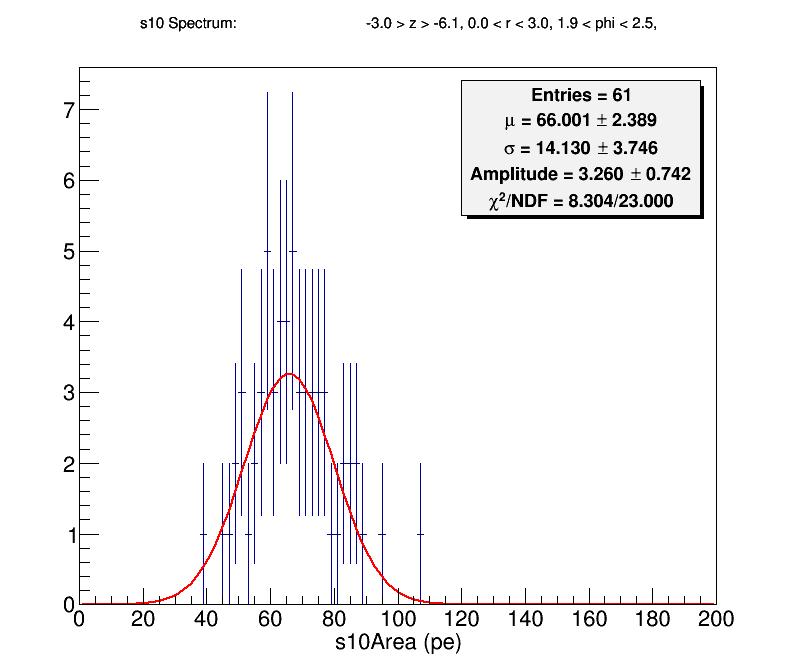 s10 Spectrum: -3.0 > z > -6.1, 0.0 < r < 3.0, 1.9 < phi < 2.5,
Entries = 61
μ = 66.001 ± 2.389
σ = 14.130 ± 3.746
Amplitude = 3.260 ± 0.742
χ²/NDF = 8.304/23.000
7
6
5
4
3
2
1
0
0 20 40 60 80 100 120 140 160 180 200
s10Area (pe)